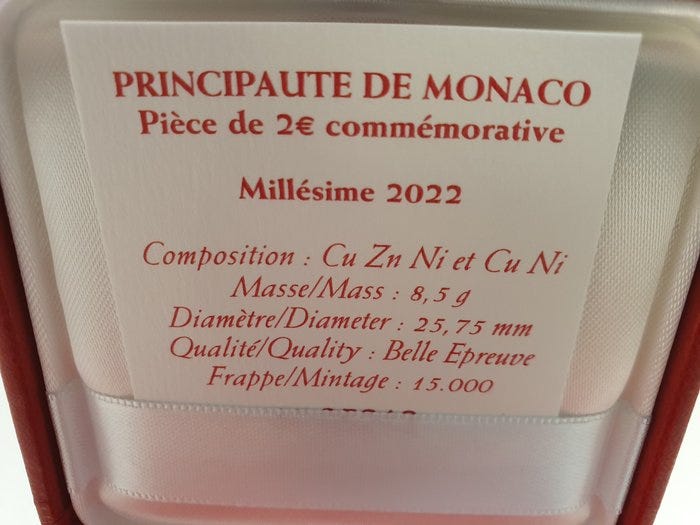 PRINCIPAUTE DE MONACO
Pièce de 2€ commémorative
Millésime 2022
Composition : Cu Zn Ni et Cu Ni
Masse/Mass : 8,5 g
Diamètre/Diameter : 25,75 mm
Qualité/Quality : Belle Epreuve
Frappe/Mintage : 15.000